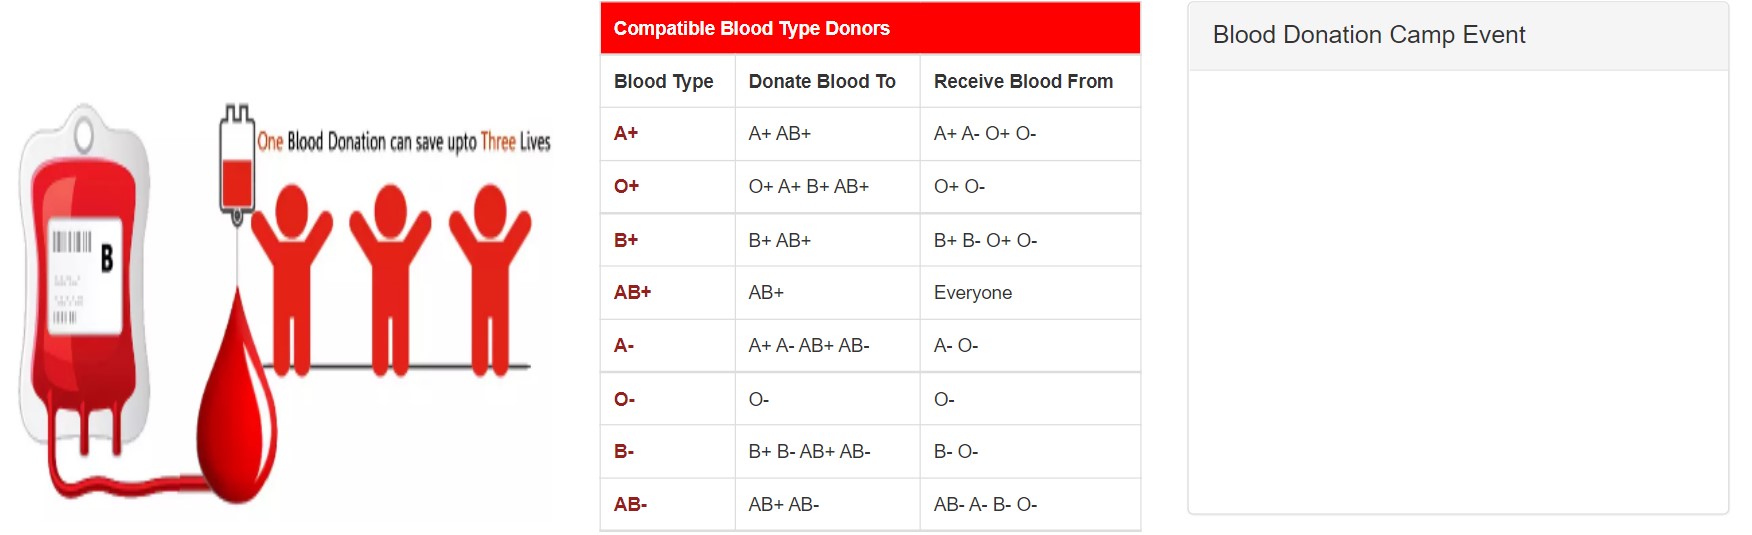 B
One Blood Donation can save upto Three Lives
Compatible Blood Type Donors
Blood Type Donate Blood To Receive Blood From
A+ A+ AB+ A+ A- O+ O-
O+ O+ A+ B+ AB+ O+ O-
B+ B+ AB+ B+ B- O+ O-
AB+ AB+ Everyone
A- A+ A- AB+ AB- A- O-
O- O- O-
B- B+ B- AB+ AB- B- O-
AB- AB+ AB- AB- A- B- O-
Blood Donation Camp Event